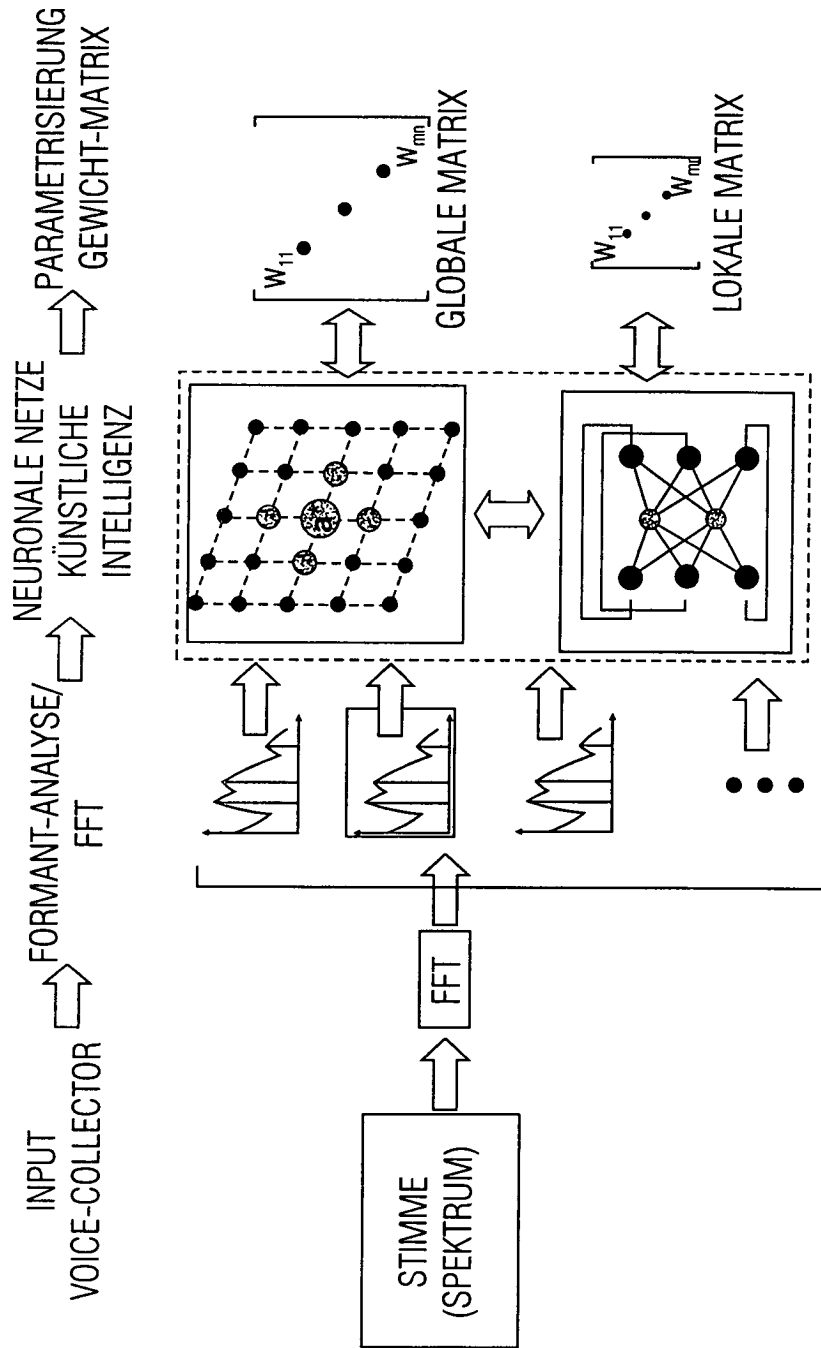 INPUT
VOICE-COLLECTOR
FORMANT-ANALYSE/
FFT
NEURONALE NETZE
KÜNSTLICHE
INTELLIGENZ
PARAMETRISIERUNG
GEWICHT-MATRIX
STIMME
(SPEKTRUM)
FFT
W11
Wmn
GLOBALE MATRIX
W11
LOKALE MATRIX